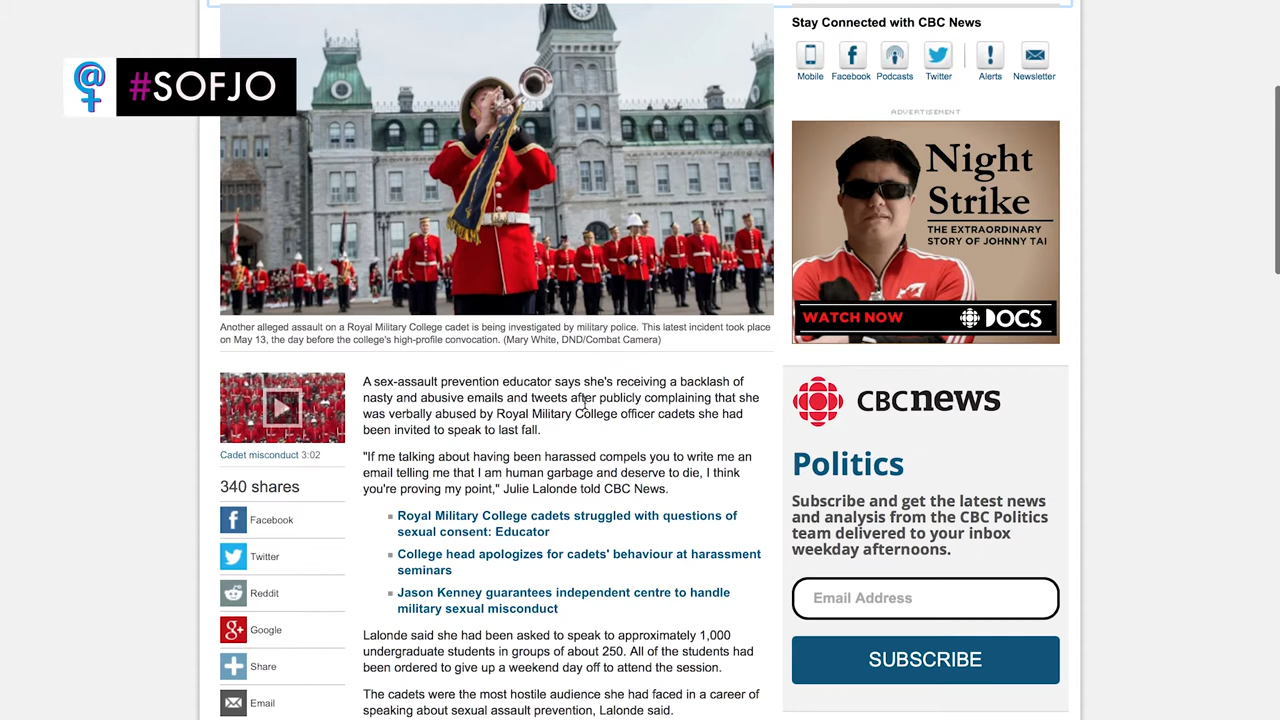 @ #SOFJO
Another alleged assault on a Royal Military College cadet is being investigated by military police. This latest incident took place
on May 13, the day before the college's high-profile convocation. (Mary White, DND/Combat Camera)
Cadet misconduct 3:02
340 shares
Facebook
Twitter
Reddit
Google
Share
Email
A sex-assault prevention educator says she's receiving a backlash of
nasty and abusive emails and tweets after publicly complaining that she
was verbally abused by Royal Military College officer cadets she had
been invited to speak to last fall.
"If me talking about having been harassed compels you to write me an
email telling me that I am human garbage and deserve to die, I think
you're proving my point," Julie Lalonde told CBC News.
Royal Military College cadets struggled with questions of
sexual consent: Educator
College head apologizes for cadets' behaviour at harassment
seminars
Jason Kenney guarantees independent centre to handle
military sexual misconduct
Lalonde said she had been asked to speak to approximately 1,000
undergraduate students in groups of about 250. All of the students had
been ordered to give up a weekend day off to attend the session.
The cadets were the most hostile audience she had faced in a career of
speaking about sexual assault prevention, Lalonde said.
Stay Connected with CBC News
Mobile Facebook Podcasts Twitter Alerts Newsletter
ADVERTISEMENT
Night
Strike
THE EXTRAORDINARY
STORY OF JOHNNY TAI
WATCH NOW DOCS
CBCnews
Politics
Subscribe and get the latest news
and analysis from the CBC Politics
team delivered to your inbox
weekday afternoons.
Email Address
SUBSCRIBE